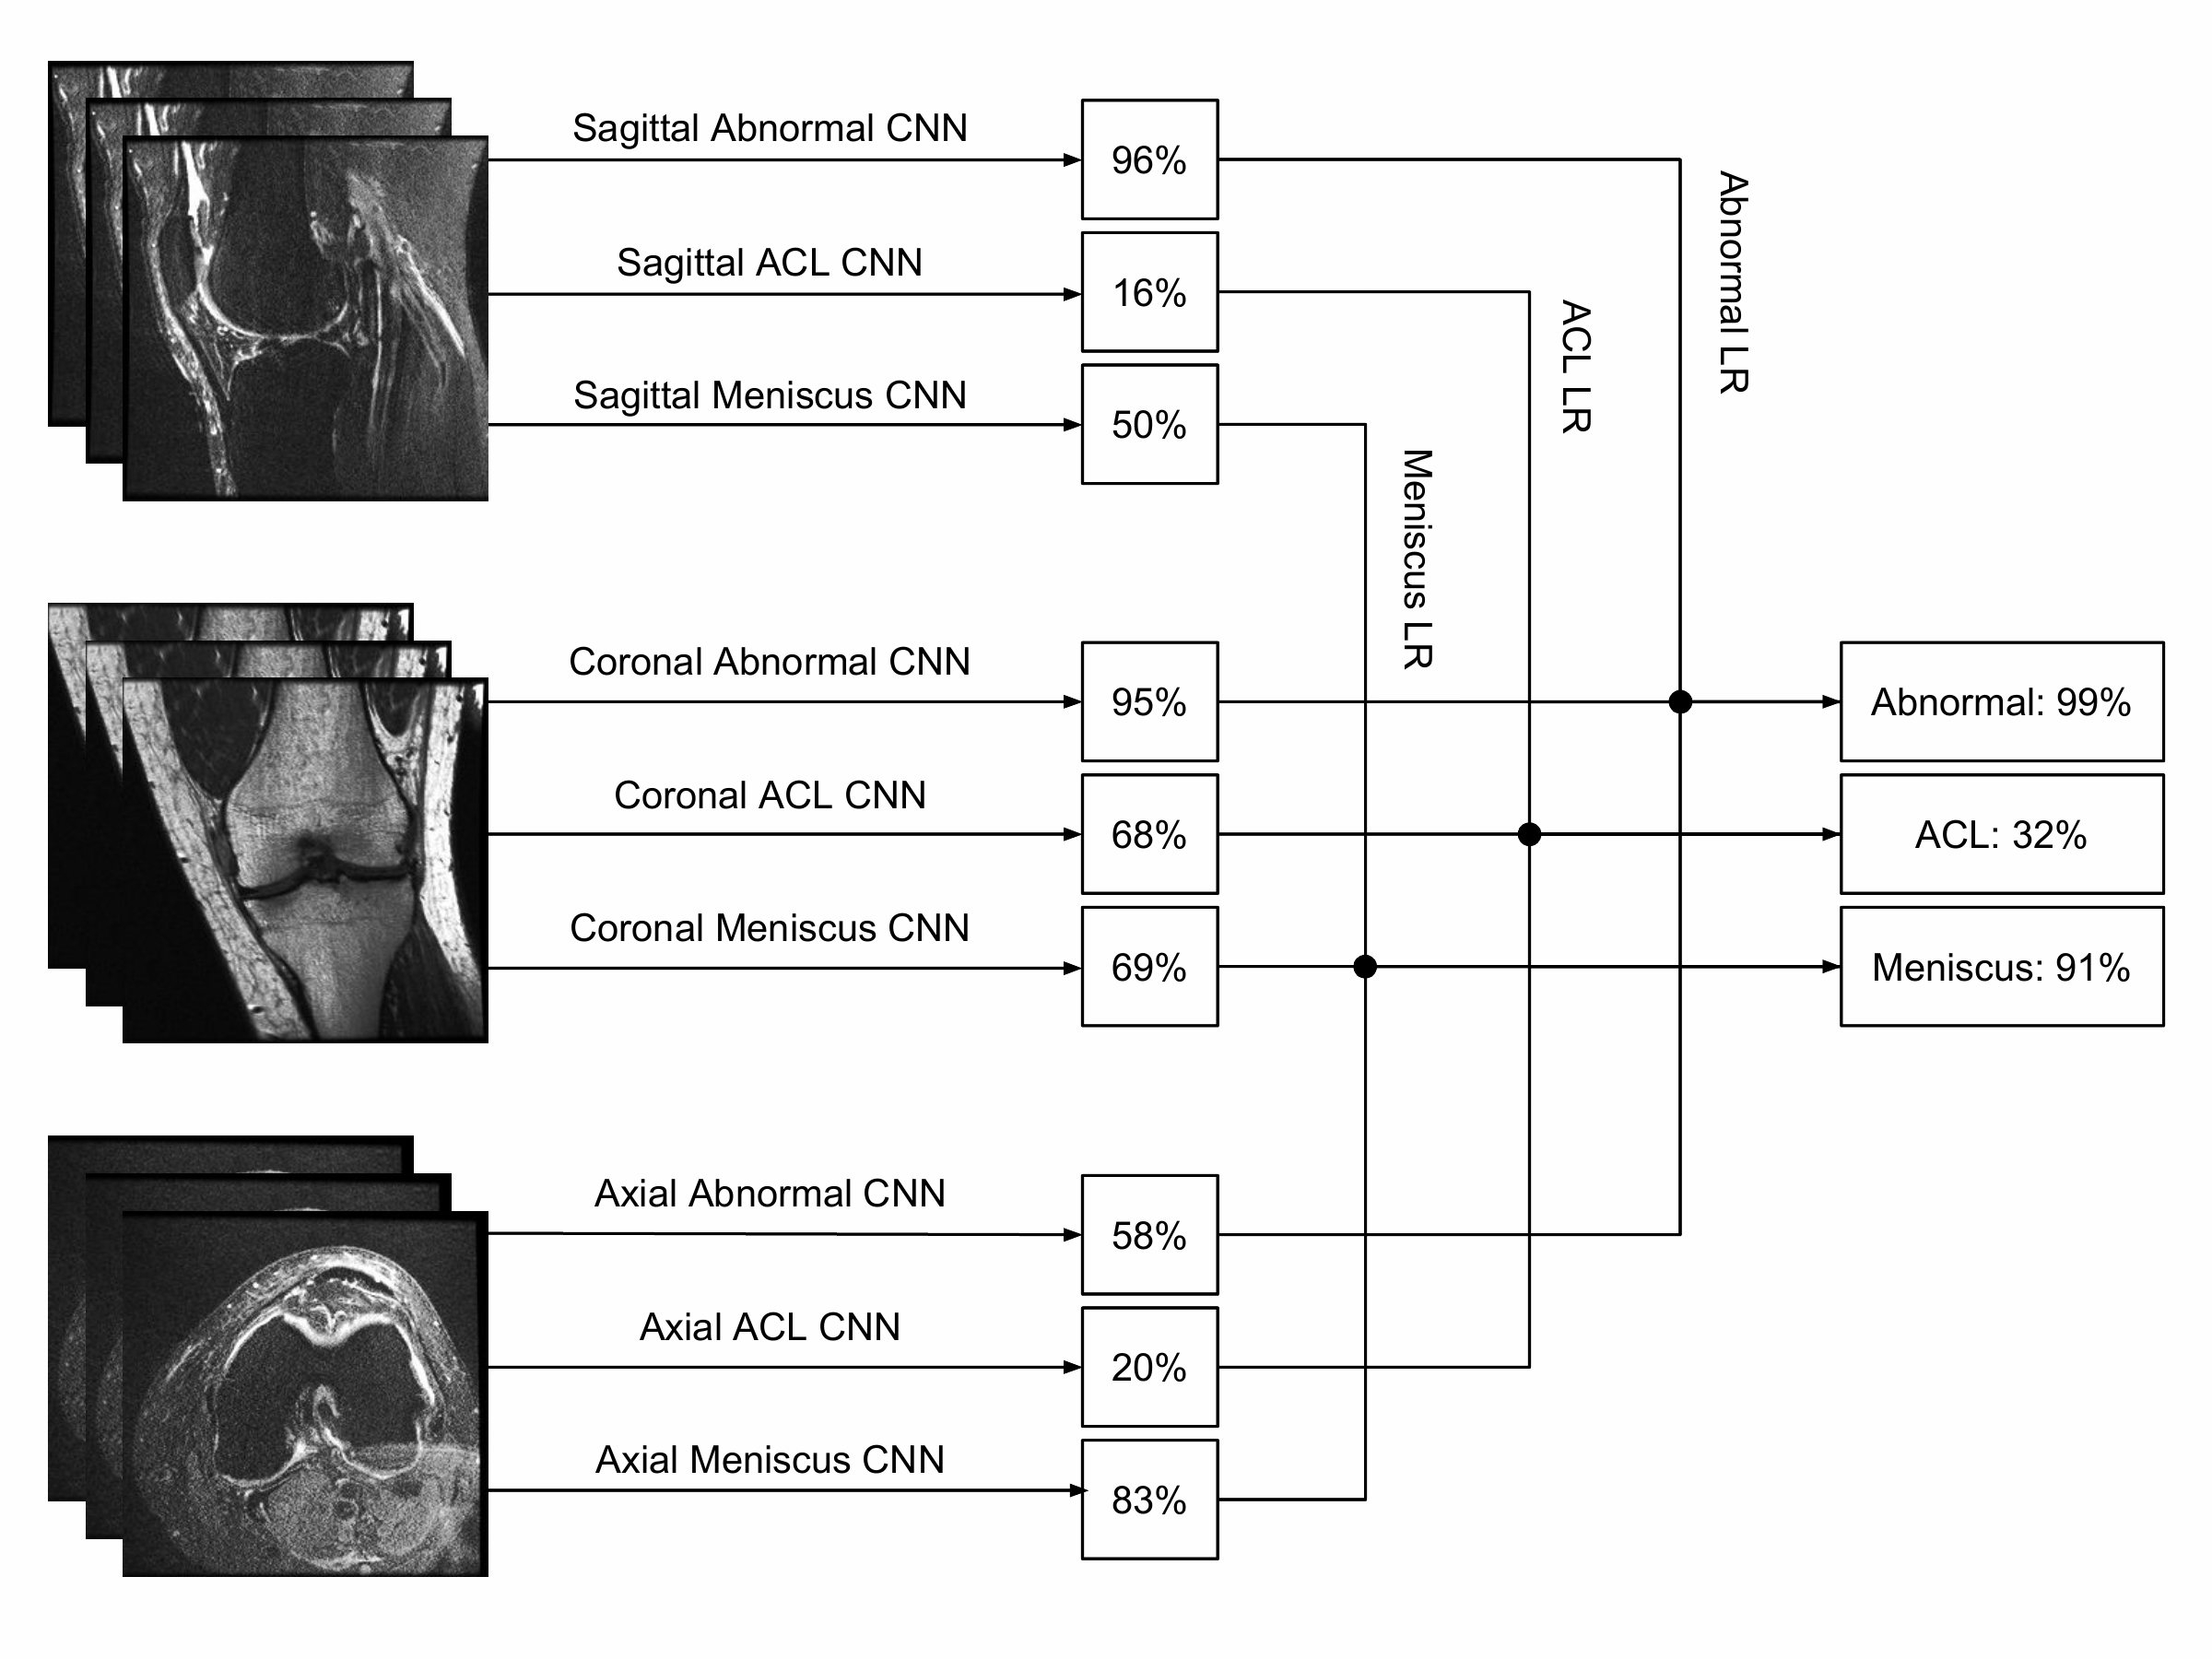 Sagittal Abnormal CNN
96%
Sagittal ACL CNN
16%
Sagittal Meniscus CNN
50%
Abnormal LR
ACL LR
Meniscus LR
Coronal Abnormal CNN
95%
Abnormal: 99%
Coronal ACL CNN
68%
ACL: 32%
Coronal Meniscus CNN
69%
Meniscus: 91%
Axial Abnormal CNN
58%
Axial ACL CNN
20%
Axial Meniscus CNN
83%